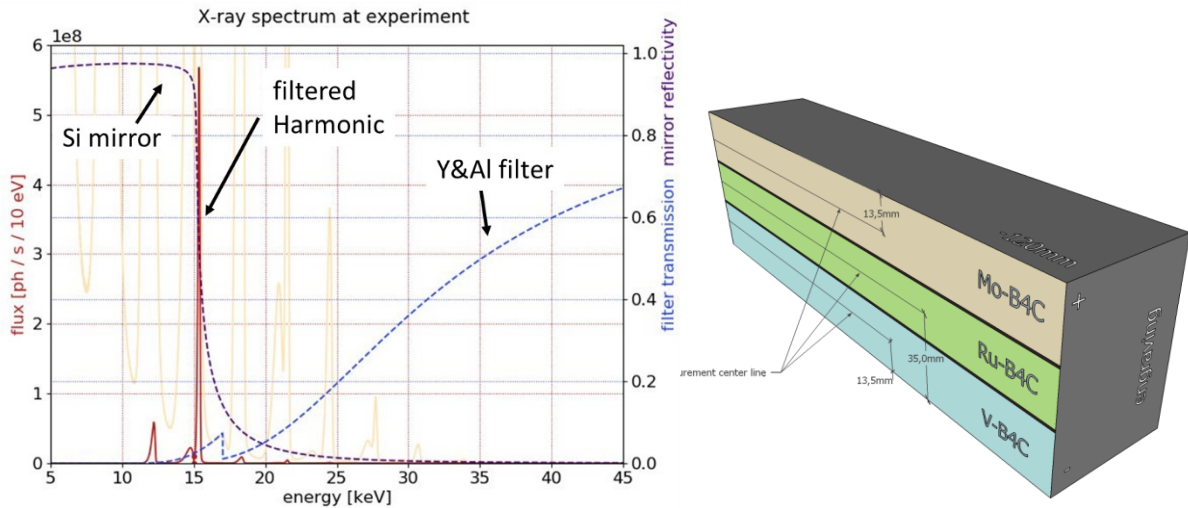 X-ray spectrum at experiment
1e8
6
5
4
3
2
1
0
flux [ph / s / 10 eV]
5
10
15
20
25
30
35
40
45
energy [keV]
1.0
0.8
0.6
0.4
0.2
0.0
filter transmission mirror reflectivity
Si mirror
filtered
Harmonic
Y&Al filter
13,5mm
~120mm
Mo-B4C
+
Ru-B4C
engraving
35,0mm
urement center line
13,5mm
V-B4C
-